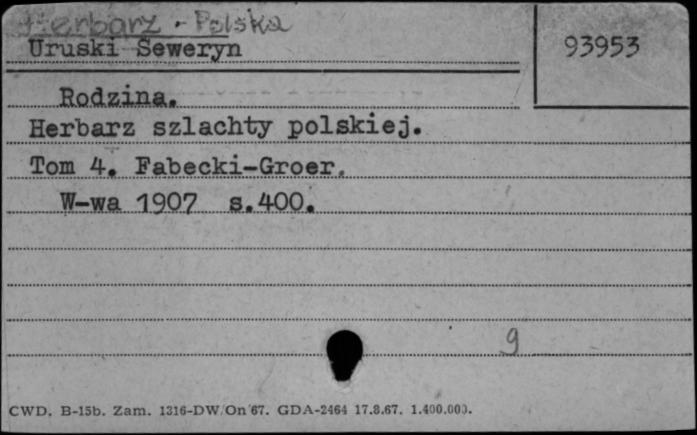 Herbarz - Polska
Uruski Seweryn
93953
Rodzina.
Herbarz szlachty polskiej.
Tom 4. Fabecki-Groer.
W-wa 1907 s.400.
9
CWD. B-15b. Zam. 1316-DW/On/67. GDA-2464 17.8.67. 1.400.000.